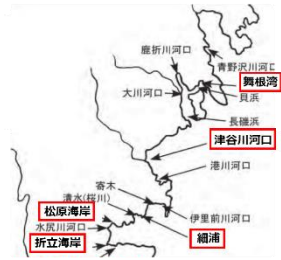 鹿折川河口
青野沢川河口
舞根湾
大川河口
貝浜
長磯浜
津谷川河口
港川河口
寄木
清水(桜川)
松原海岸
伊里前川河口
水尻川河口
細浦
折立海岸